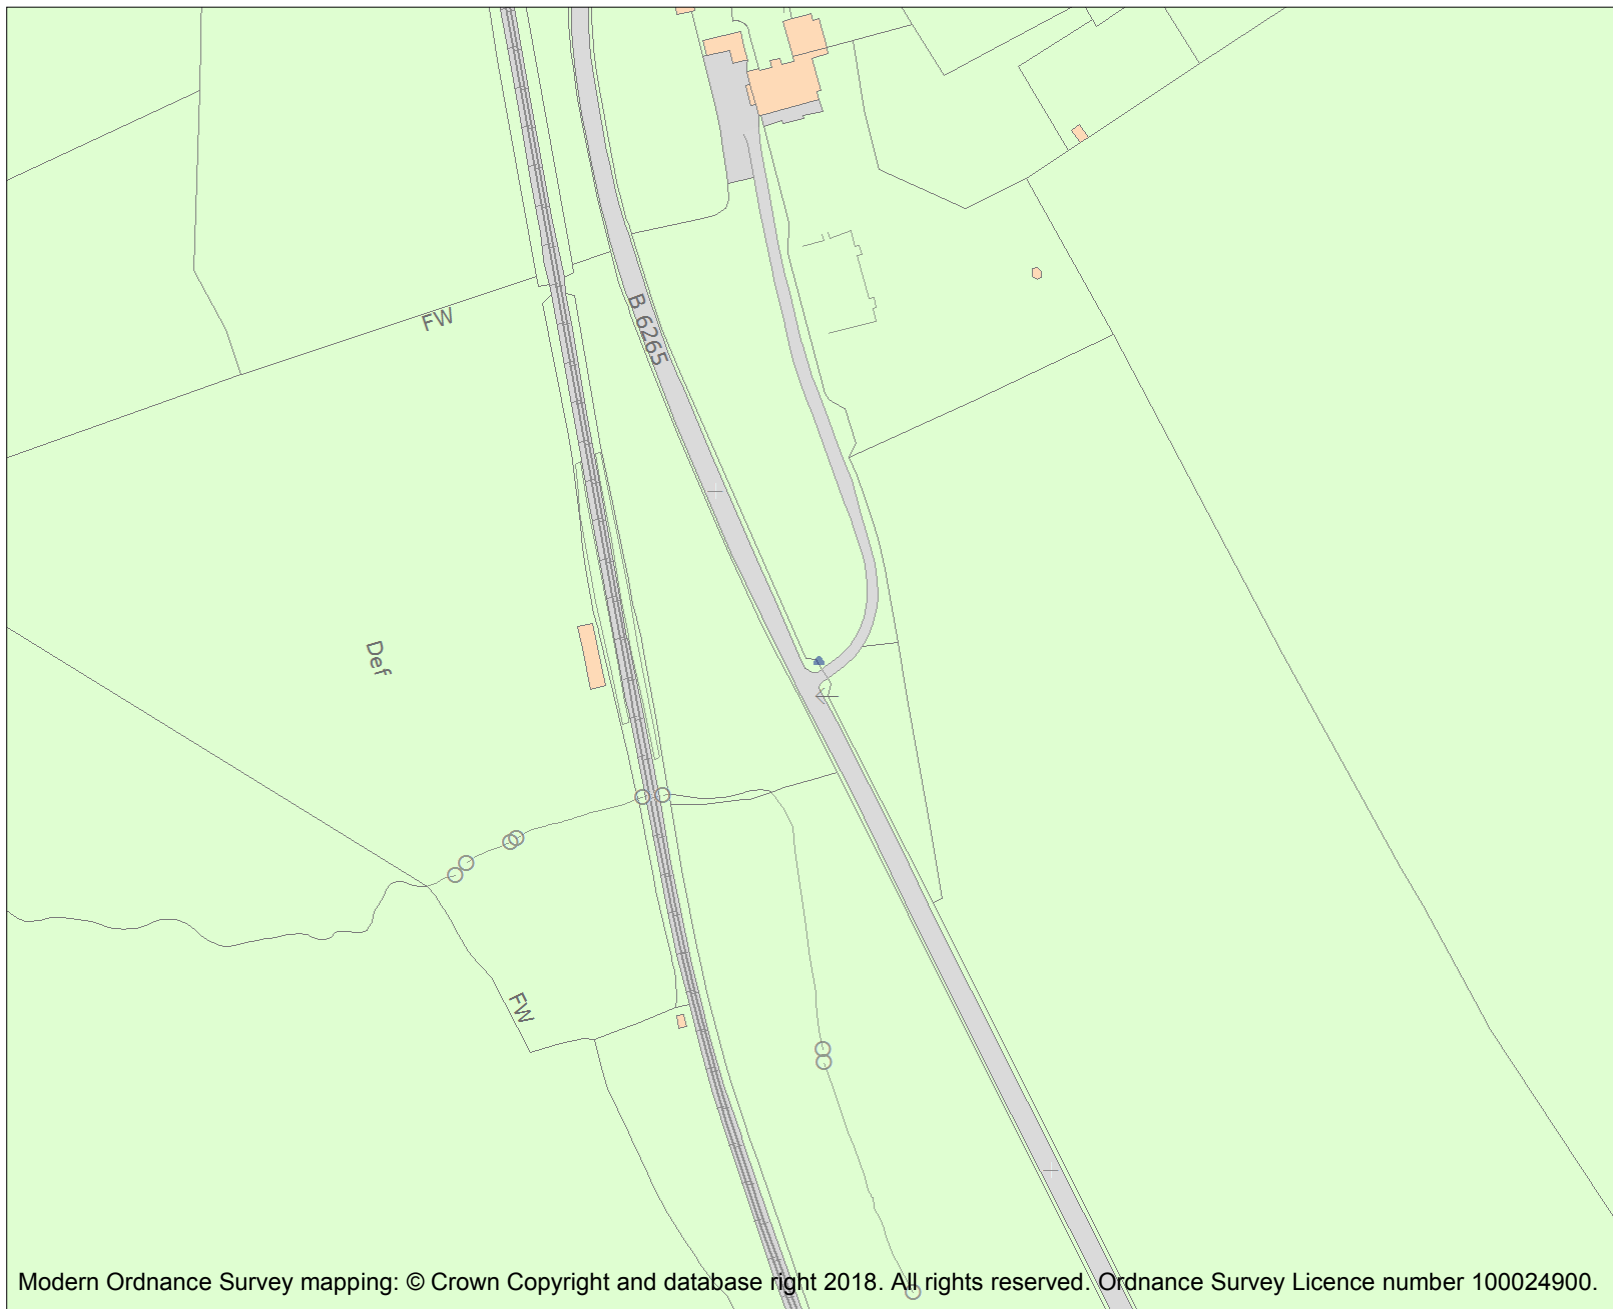 FW
B 6265
Def
FW
Modern Ordnance Survey mapping: © Crown Copyright and database right 2018. All rights reserved. Ordnance Survey Licence number 100024900.